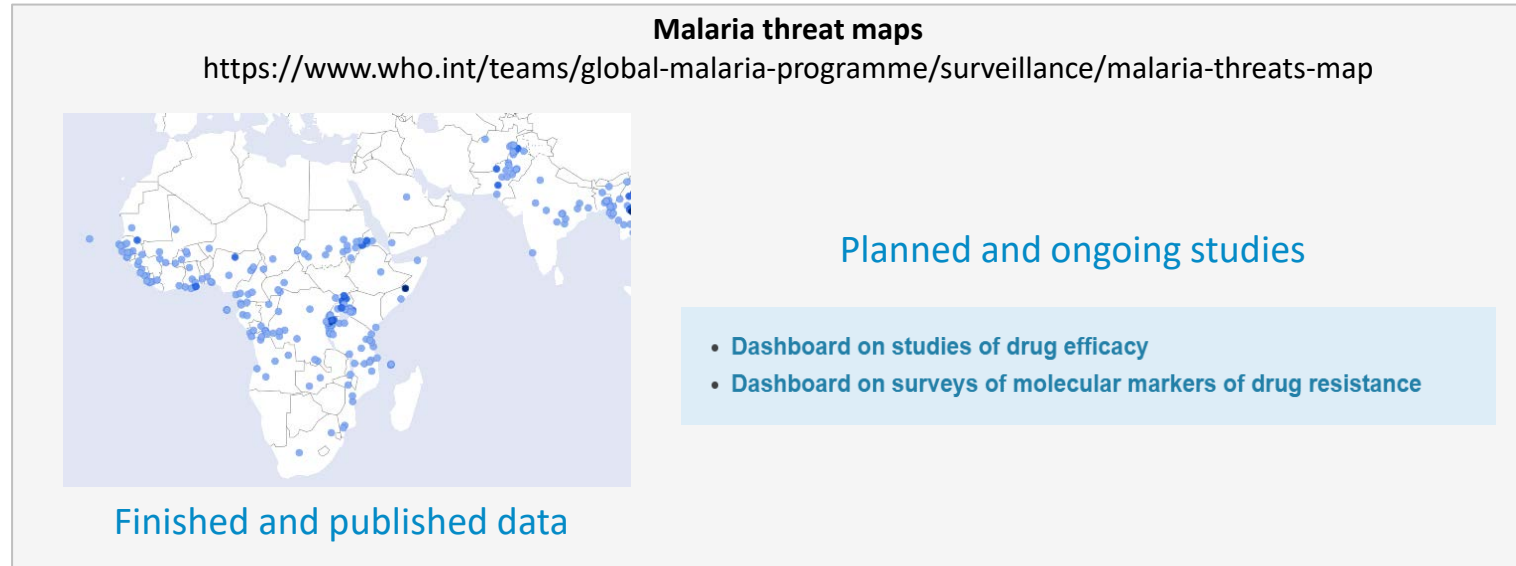 Malaria threat maps
https://www.who.int/teams/global-malaria-programme/surveillance/malaria-threats-map
Finished and published data
Planned and ongoing studies
• Dashboard on studies of drug efficacy
• Dashboard on surveys of molecular markers of drug resistance